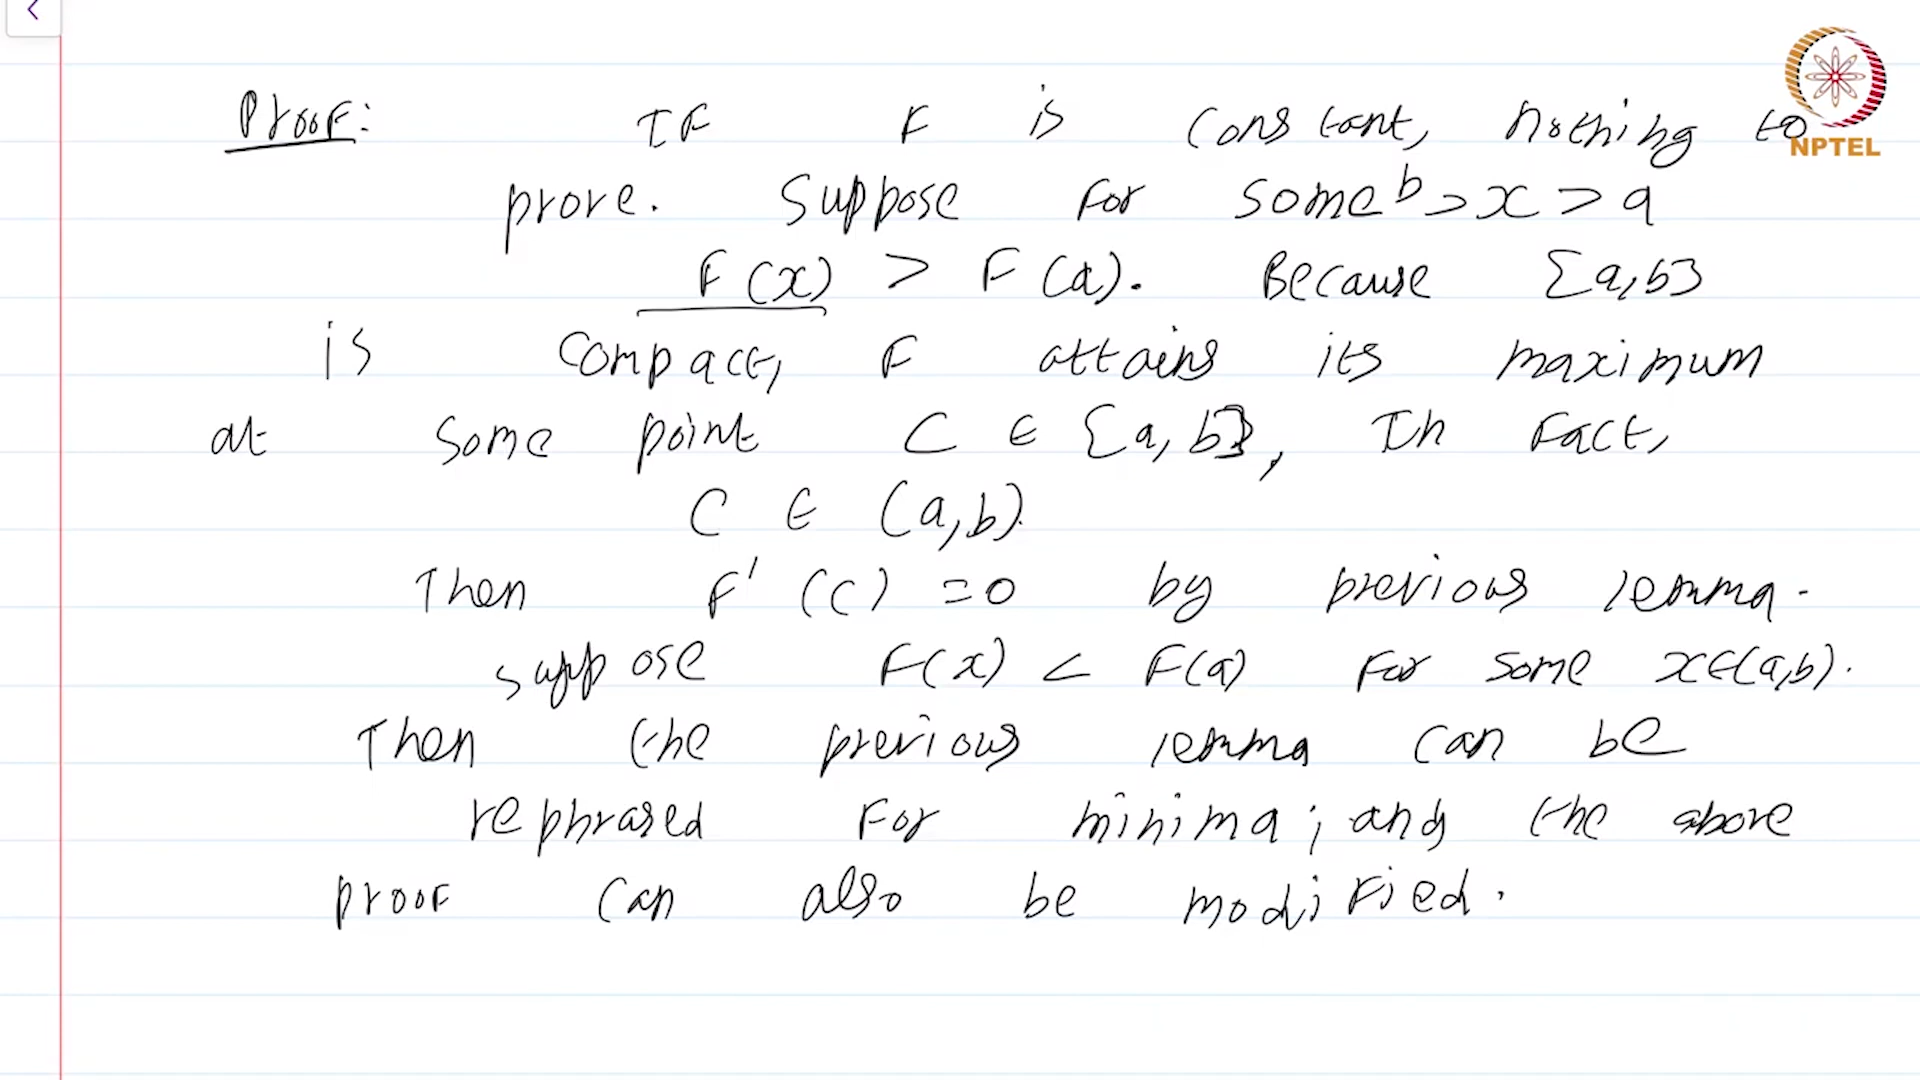 Proof: If F is constant, nothing to
prove. Suppose for some b > x > a
F(x) > F(a). Because [a,b]
is compact, F attains its maximum
at some point c ∈ [a,b], In fact,
c ∈ (a,b).
Then F'(c) = 0 by previous lemma.
suppose F(x) < F(a) for some x∈(a,b).
Then the previous lemma can be
rephrased for minima; and the above
proof can also be modified.
NPTEL